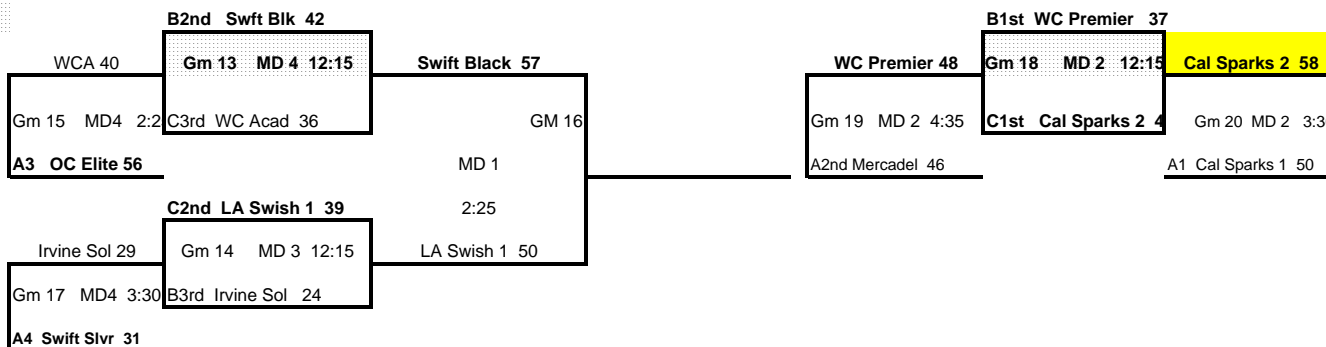 B2nd Swft Blk 42 B1st WC Premier 37
WCA 40 Gm 13 MD 4 12:15 Swift Black 57 WC Premier 48 Gm 18 MD 2 12:15 Cal Sparks 2 58
Gm 15 MD4 2:2 C3rd WC Acad 36 GM 16 Gm 19 MD 2 4:35 C1st Cal Sparks 2 4 Gm 20 MD 2 3:3
A3 OC Elite 56 MD 1 A2nd Mercadel 46 A1 Cal Sparks 1 50
C2nd LA Swish 1 39 2:25
Irvine Sol 29 Gm 14 MD 3 12:15 LA Swish 1 50
Gm 17 MD4 3:30 B3rd Irvine Sol 24
A4 Swift Slvr 31